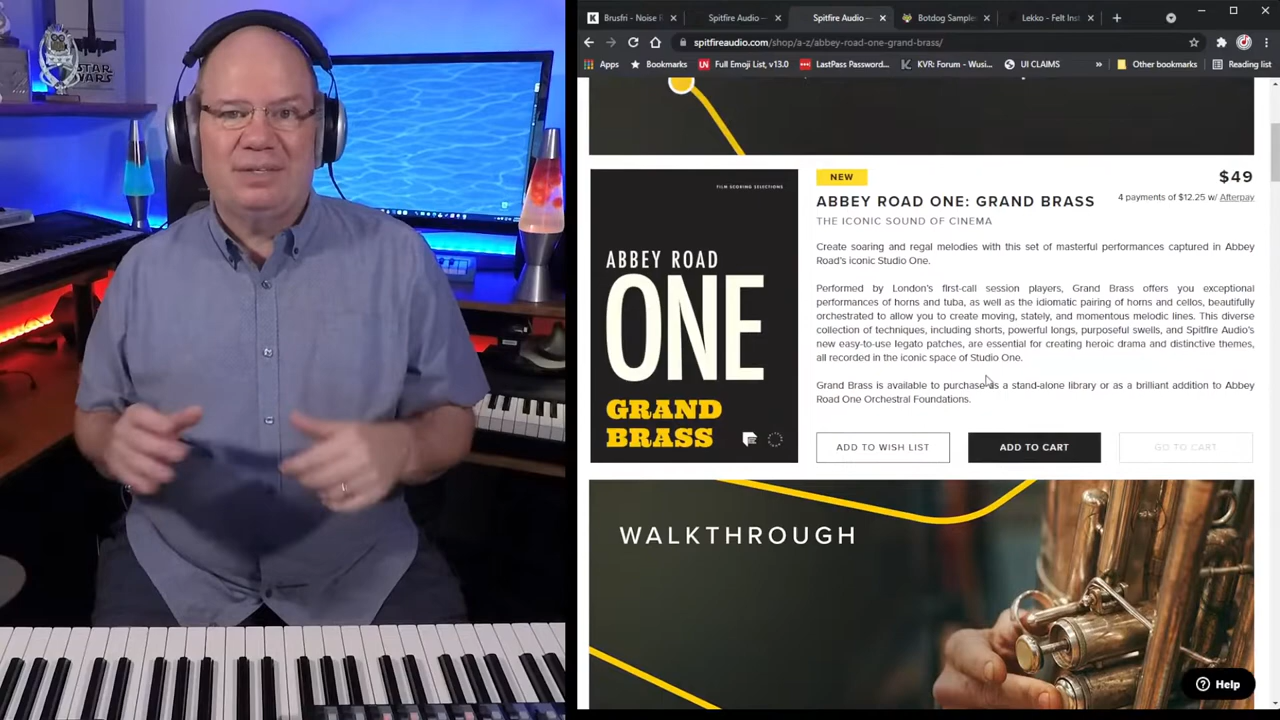 STAR
WARS
Brusfri - Noise R
Spitfire Audio —
Spitfire Audio —
Botdog Sample
Lekko - Felt Inst
spitfireaudio.com/shop/a-z/abbey-road-one-grand-brass/
Apps
Bookmarks
Full Emoji List, v13.0
LastPass Password...
KVR: Forum - Wusi...
UI CLAIMS
»
Other bookmarks
Reading list
NEW
$49
ABBEY ROAD ONE: GRAND BRASS
4 payments of $12.25 w/ Afterpay
THE ICONIC SOUND OF CINEMA
Create soaring and regal melodies with this set of masterful performances captured in Abbey
Road's iconic Studio One.
Performed by London's first-call session players, Grand Brass offers you exceptional
performances of horns and tuba, as well as the idiomatic pairing of horns and cellos, beautifully
orchestrated to allow you to create moving, stately, and momentous melodic lines. This diverse
collection of techniques, including shorts, powerful longs, purposeful swells, and Spitfire Audio's
new easy-to-use legato patches, are essential for creating heroic drama and distinctive themes,
all recorded in the iconic space of Studio One.
Grand Brass is available to purchase as a stand-alone library or as a brilliant addition to Abbey
Road One Orchestral Foundations.
FILM SCORING SELECTIONS
ABBEY ROAD
ONE
GRAND
BRASS
ADD TO WISH LIST
ADD TO CART
GO TO CART
WALKTHROUGH
Help